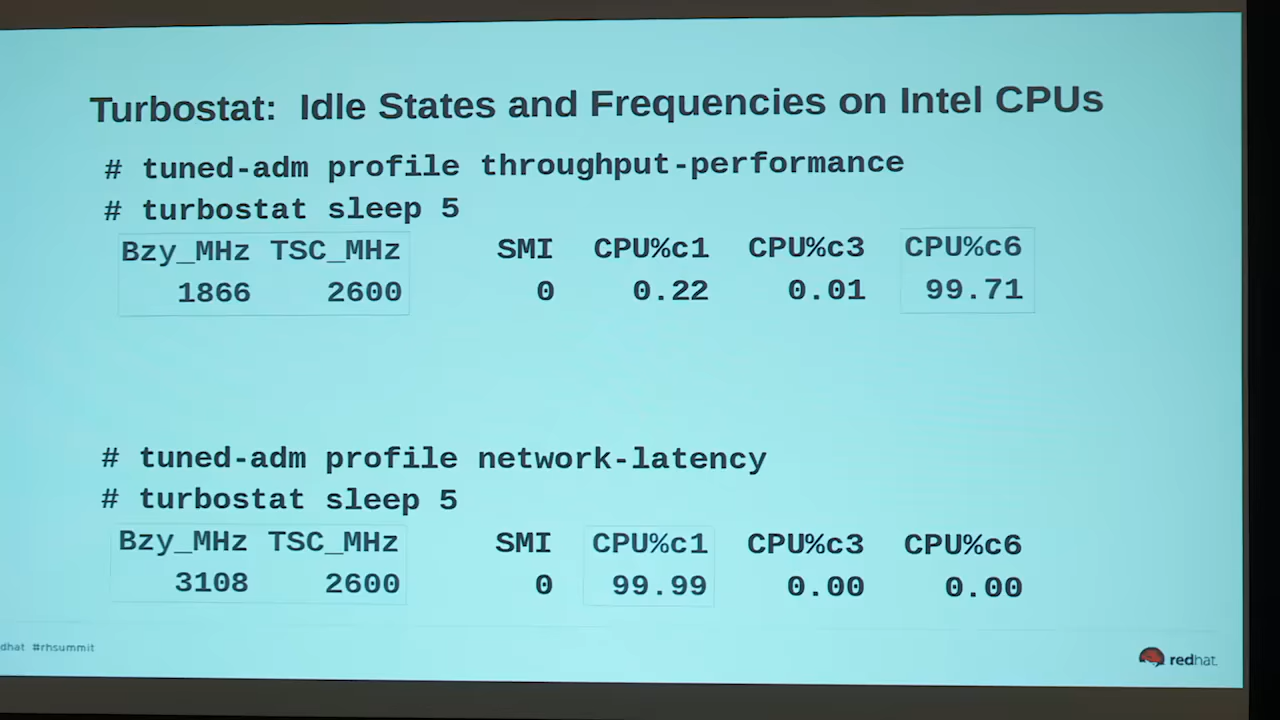 Turbostat: Idle States and Frequencies on Intel CPUs
# tuned-adm profile throughput-performance
# turbostat sleep 5
Bzy_MHz TSC_MHz SMI CPU%c1 CPU%c3 CPU%c6
1866 2600 0 0.22 0.01 99.71
# tuned-adm profile network-latency
# turbostat sleep 5
Bzy_MHz TSC_MHz SMI CPU%c1 CPU%c3 CPU%c6
3108 2600 0 99.99 0.00 0.00
dhat #rhsummit
redhat.